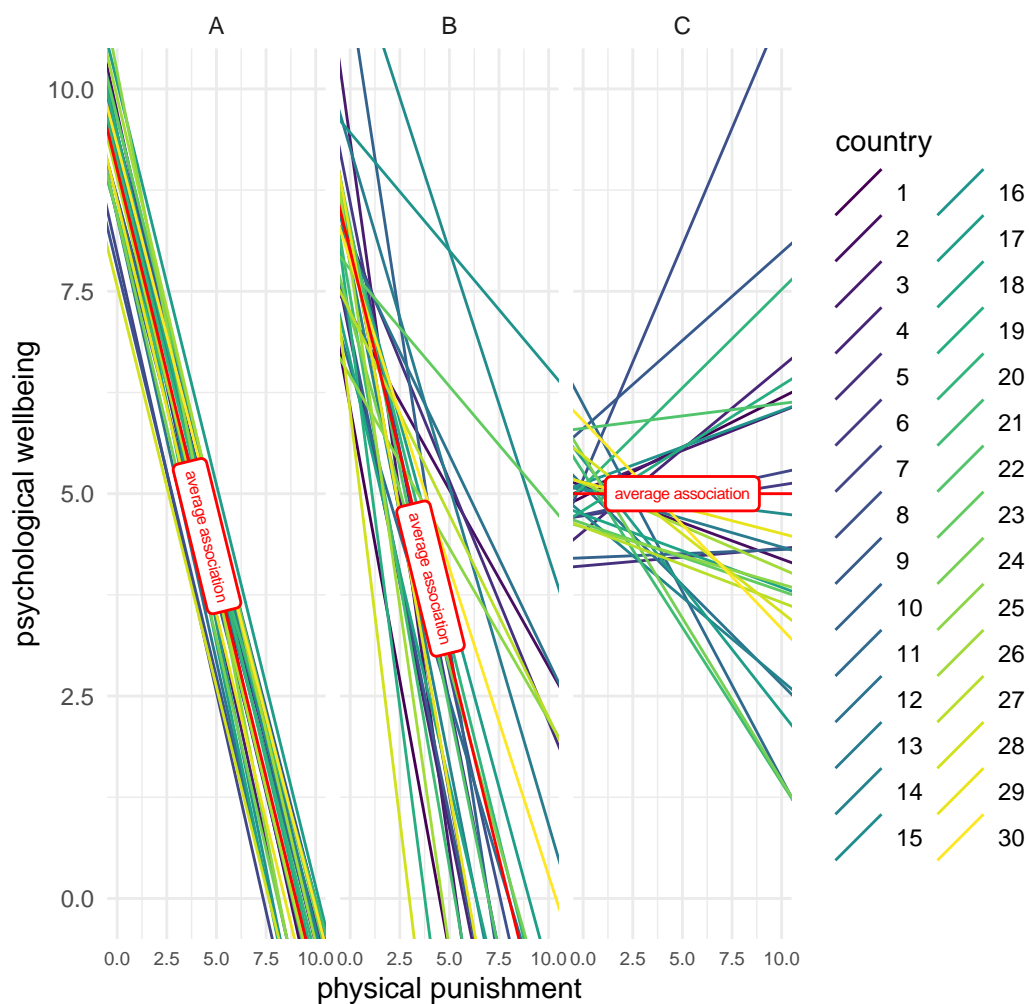 A B C
psychological wellbeing
10.0
7.5
5.0
2.5
0.0
average association
average association
average association
0.0 2.5 5.0 7.5 10.0 0.0 2.5 5.0 7.5 10.0 0.0 2.5 5.0 7.5 10.0
physical punishment
country
1 16
2 17
3 18
4 19
5 20
6 21
7 22
8 23
9 24
10 25
11 26
12 27
13 28
14 29
15 30